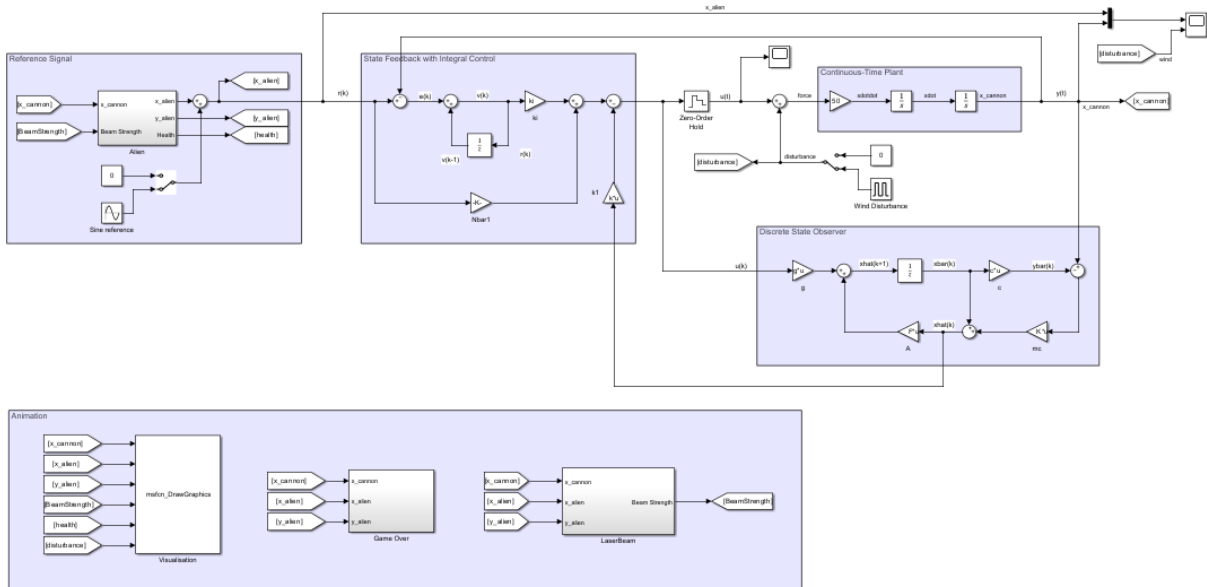 x_alien
[disturbance]
wind
Reference Signal
[x_cannon]
x_cannon
x_alien
[x_alien]
y_alien
[y_alien]
[BeamStrength]
Beam Strength
Health
[health]
Alien
0
Sine reference
State Feedback with Integral Control
r(k)
e(k)
v(k)
ki
ki
1
z
v(k-1)
r(k)
-K-
Nbar1
k1
K*u
Zero-Order
Hold
u(t)
Continuous-Time Plant
force
50
xdotdot
1
s
xdot
1
s
x_cannon
y(t)
x_cannon
[x_cannon]
[disturbance]
disturbance
0
Wind Disturbance
Discrete State Observer
u(k)
g*u
g
xhat(k+1)
1
z
xbar(k)
c*u
c
ybar(k)
xhat(k)
A
mc
Animation
[x_cannon]
[x_alien]
[y_alien]
[BeamStrength]
[health]
[disturbance]
msfcn_DrawGraphics
Visualisation
[x_cannon]
[x_alien]
[y_alien]
x_cannon
x_alien
y_alien
Game Over
[x_cannon]
[x_alien]
[y_alien]
x_cannon
x_alien
y_alien
Beam Strength
LaserBeam
[BeamStrength]